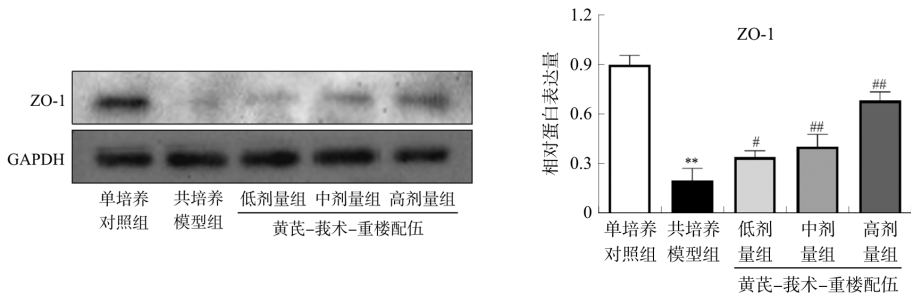 ZO-1
GAPDH
单培养 共培养 低剂量组 中剂量组 高剂量组
对照组 模型组
黄芪–莪术–重楼配伍
ZO-1
相对蛋白表达量
1.2
0.9
0.6
0.3
0
**
#
##
##
单培养 共培养 低剂 中剂 高剂
对照组 模型组 量组 量组 量组
黄芪–莪术–重楼配伍